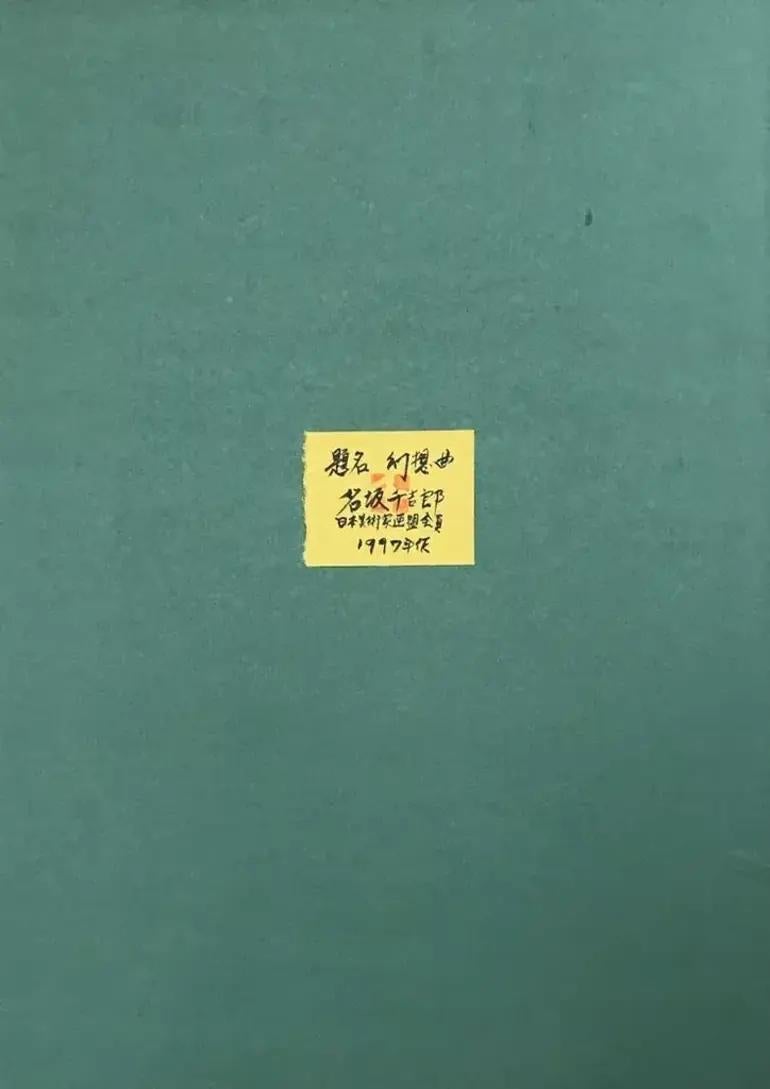 題名 幻想曲
名坂千吉郎
日本美術家連盟会員
1997年作